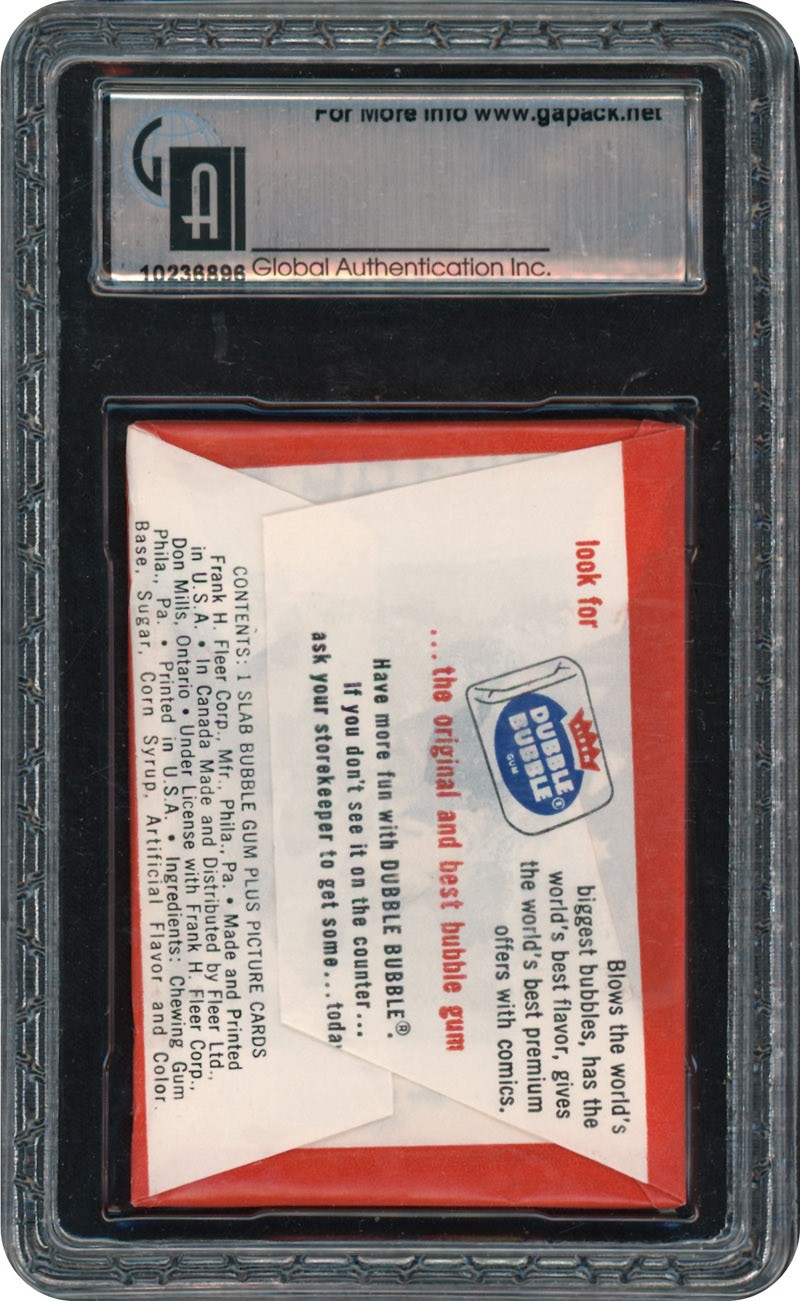 For More Info www.gapack.net
GA
10236896 Global Authentication Inc.
look for
DUBBLE
BUBBLE®
GUM
Blows the world's
biggest bubbles, has the
world's best flavor, gives
the world's best premium
offers with comics.
...the original and best bubble gum
Have more fun with DUBBLE BUBBLE®.
If you don't see it on the counter...
ask your storekeeper to get some...today
CONTENTS: 1 SLAB BUBBLE GUM PLUS PICTURE CARDS
Frank H. Fleer Corp., Mfr., Phila., Pa. • Made and Printed
in U.S.A. • In Canada Made and Distributed by Fleer Ltd.,
Don Mills, Ontario • Under License with Frank H. Fleer Corp.,
Phila., Pa. • Printed in U.S.A. • Ingredients: Chewing Gum
Base, Sugar, Corn Syrup, Artificial Flavor and Color.